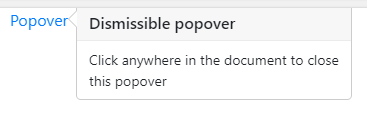 Popover
Dismissible popover
Click anywhere in the document to close
this popover